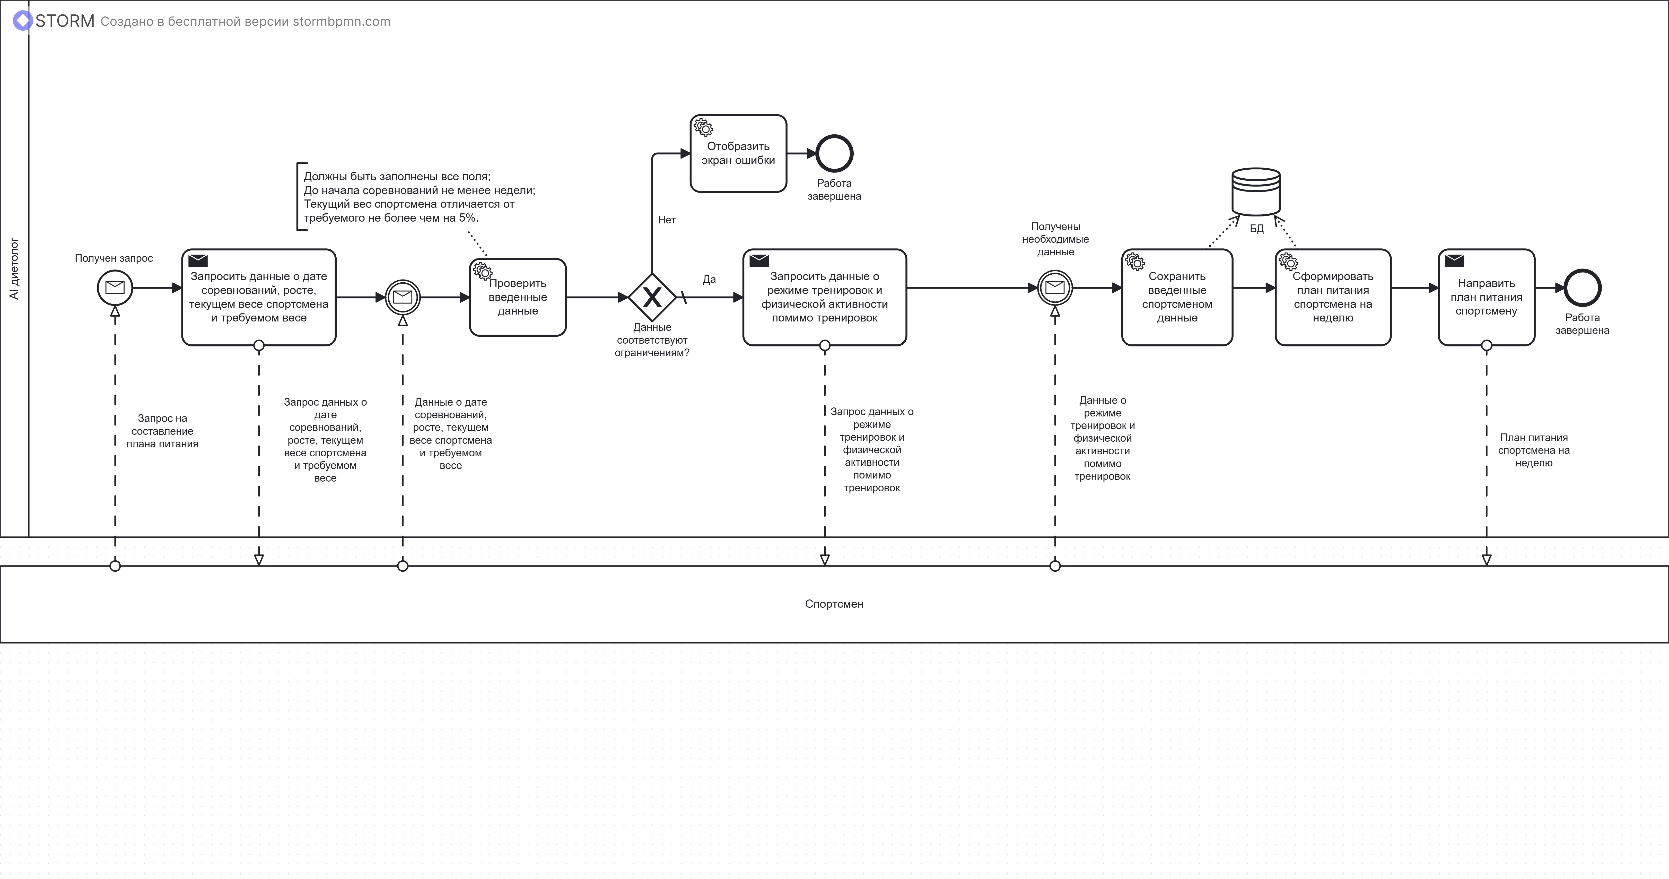 STORM Создано в бесплатной версии stormbpmn.com
AI диетолог
Получен запрос
Запросить данные о дате
соревнований, росте,
текущем весе спортсмена
и требуемом весе
Должны быть заполнены все поля;
До начала соревнований не менее недели;
Текущий вес спортсмена отличается от
требуемого не более чем на 5%.
Проверить
введенные
данные
Данные
соответствуют
ограничениям?
Нет
Отобразить
экран ошибки
Работа
завершена
Да
Запросить данные о
режиме тренировок и
физической активности
помимо тренировок
Получены
необходимые
данные
Сохранить
введенные
спортсменом
данные
БД
Сформировать
план питания
спортсмена на
неделю
Направить
план питания
спортсмену
Работа
завершена
Запрос на
составление
плана питания
Запрос данных о
дате
соревнований,
росте, текущем
весе спортсмена
и требуемом
весе
Данные о дате
соревнований,
росте, текущем
весе спортсмена
и требуемом
весе
Запрос данных о
режиме
тренировок и
физической
активности
помимо
тренировок
Данные о
режиме
тренировок и
физической
активности
помимо
тренировок
План питания
спортсмена на
неделю
Спортсмен